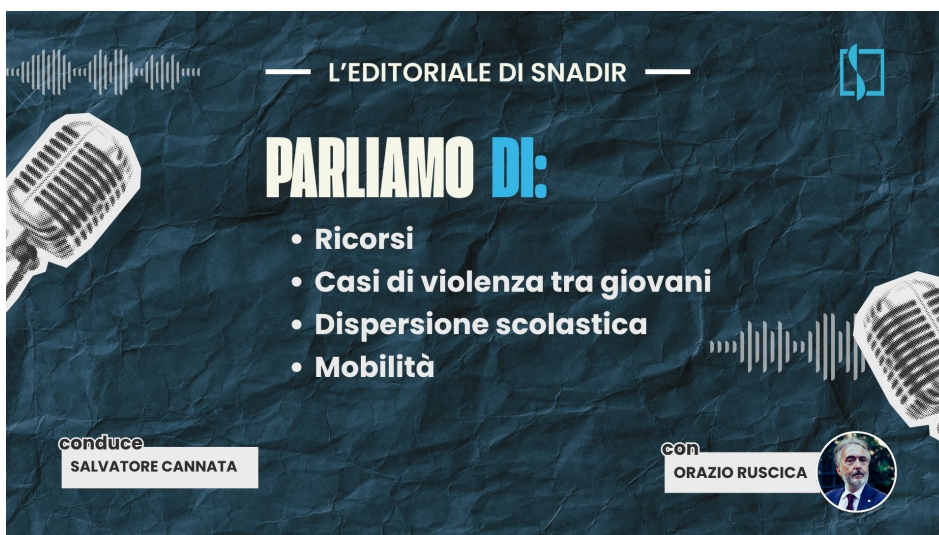 L'EDITORIALE DI SNADIR
PARLIAMO DI:
• Ricorsi
• Casi di violenza tra giovani
• Dispersione scolastica
• Mobilità
conduce
SALVATORE CANNATA
con
ORAZIO RUSCICA